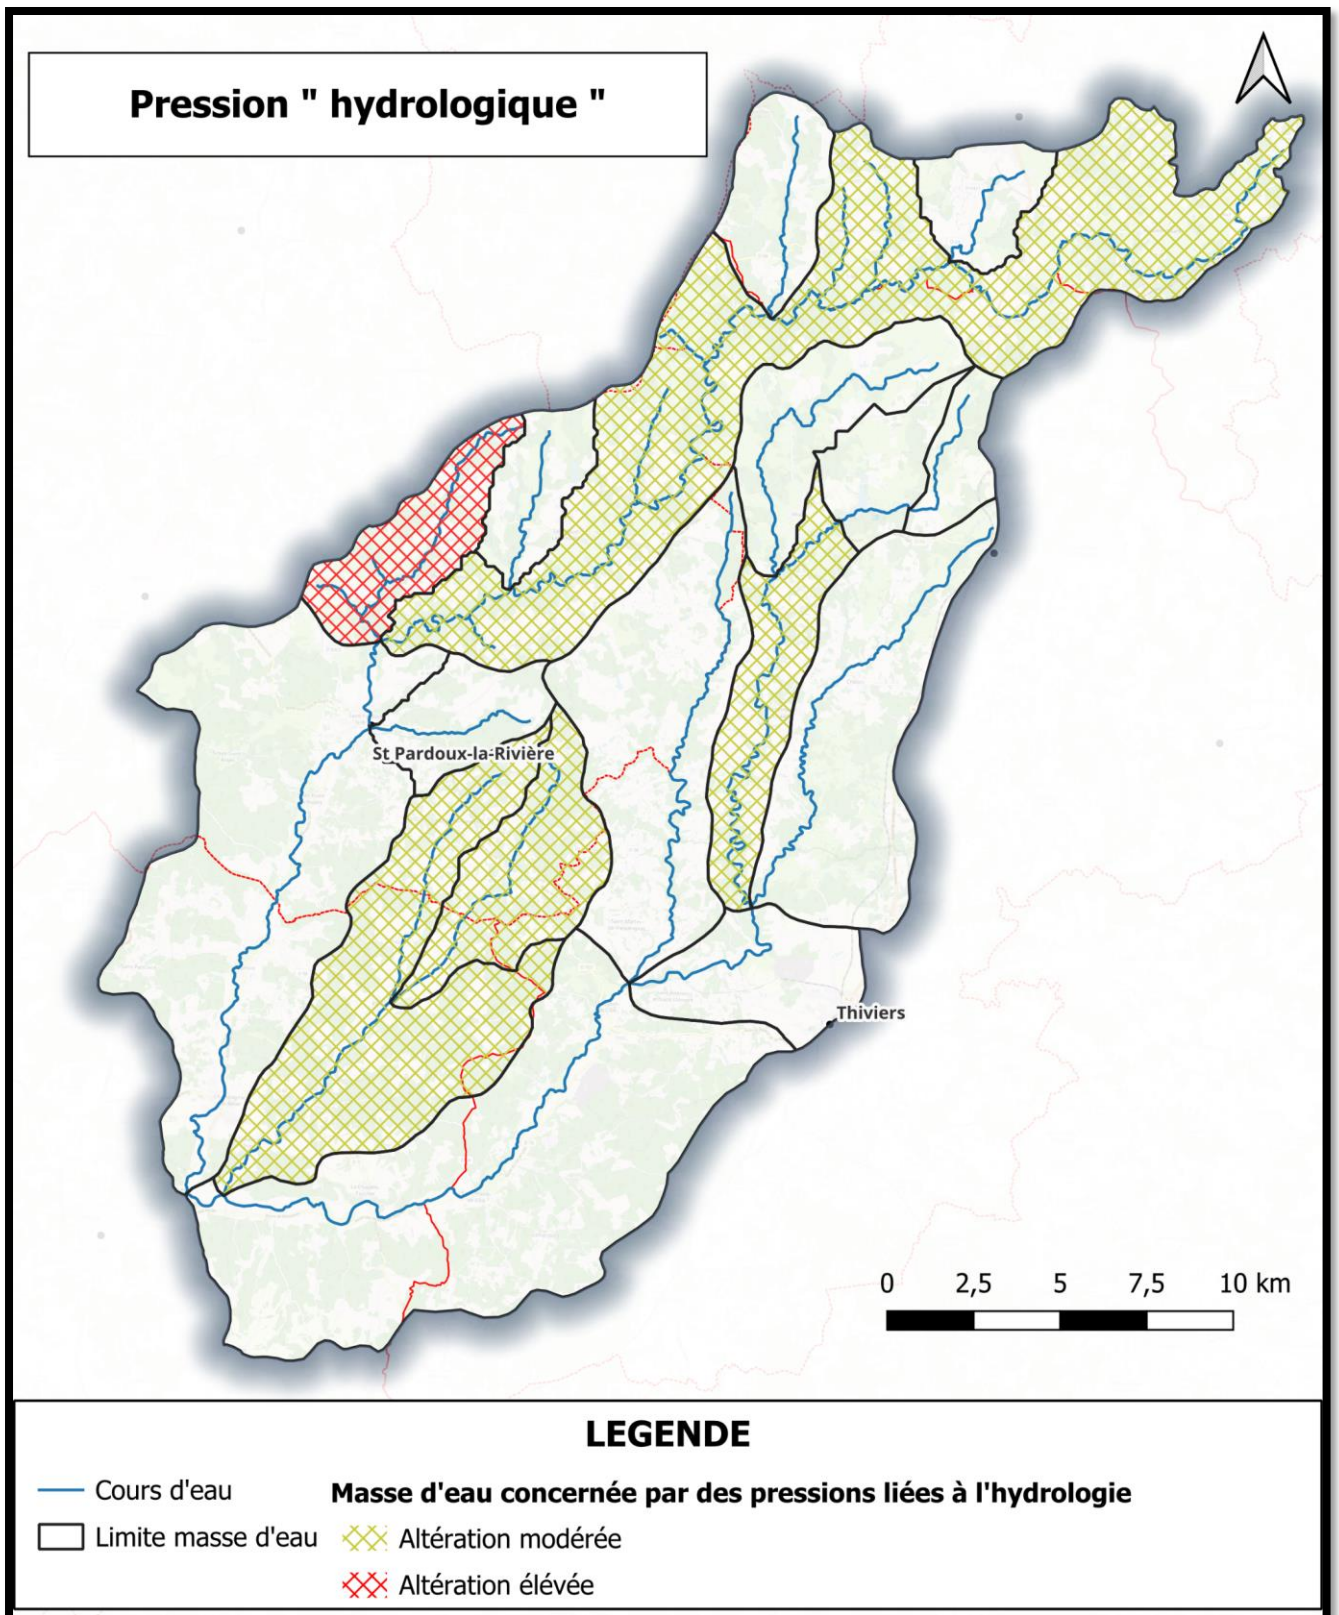 Pression " hydrologique "
St Pardoux-la-Rivière
Thiviers
0 2,5 5 7,5 10 km
LEGENDE
Cours d'eau
Limite masse d'eau
Masse d'eau concernée par des pressions liées à l'hydrologie
Altération modérée
Altération élévée